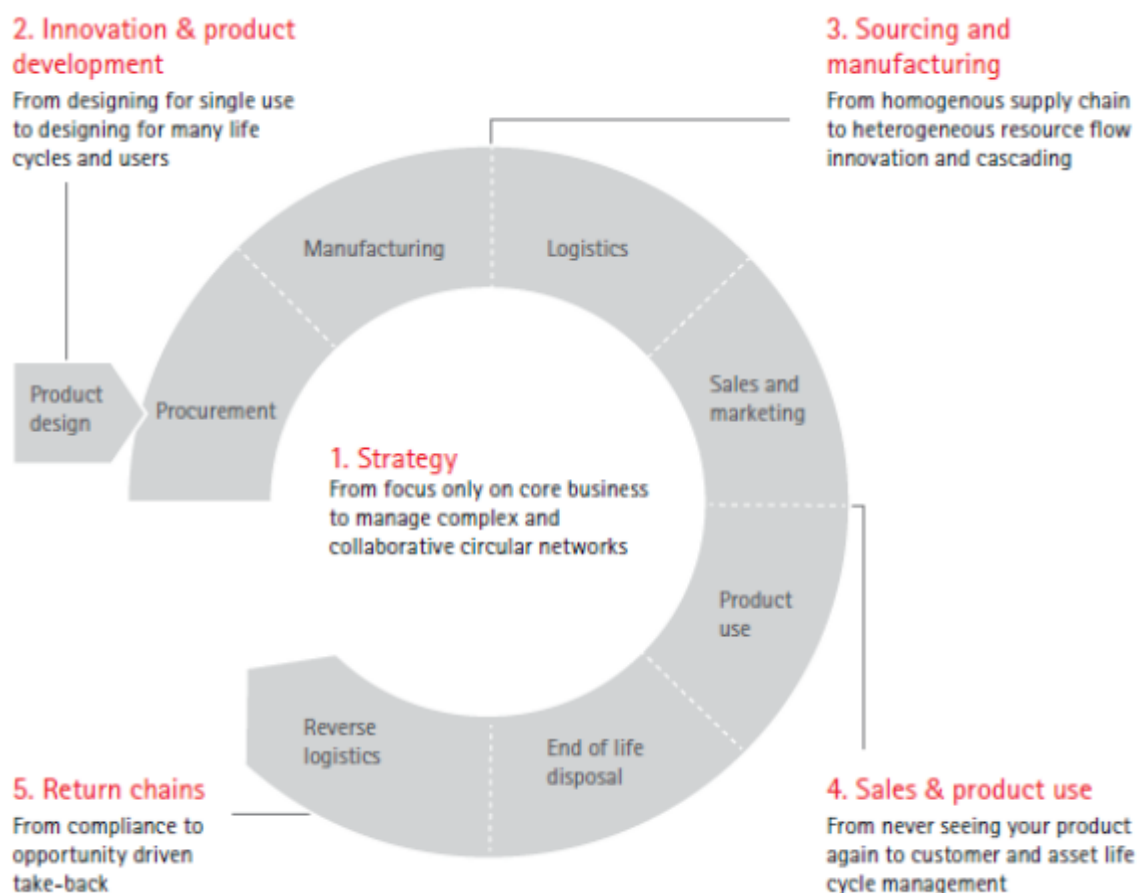 2. Innovation & product
development
From designing for single use
to designing for many life
cycles and users
3. Sourcing and
manufacturing
From homogenous supply chain
to heterogeneous resource flow
innovation and cascading
Manufacturing
Logistics
Product
design
Procurement
Sales and
marketing
1. Strategy
From focus only on core business
to manage complex and
collaborative circular networks
Product
use
Reverse
logistics
End of life
disposal
5. Return chains
From compliance to
opportunity driven
take-back
4. Sales & product use
From never seeing your product
again to customer and asset life
cycle management